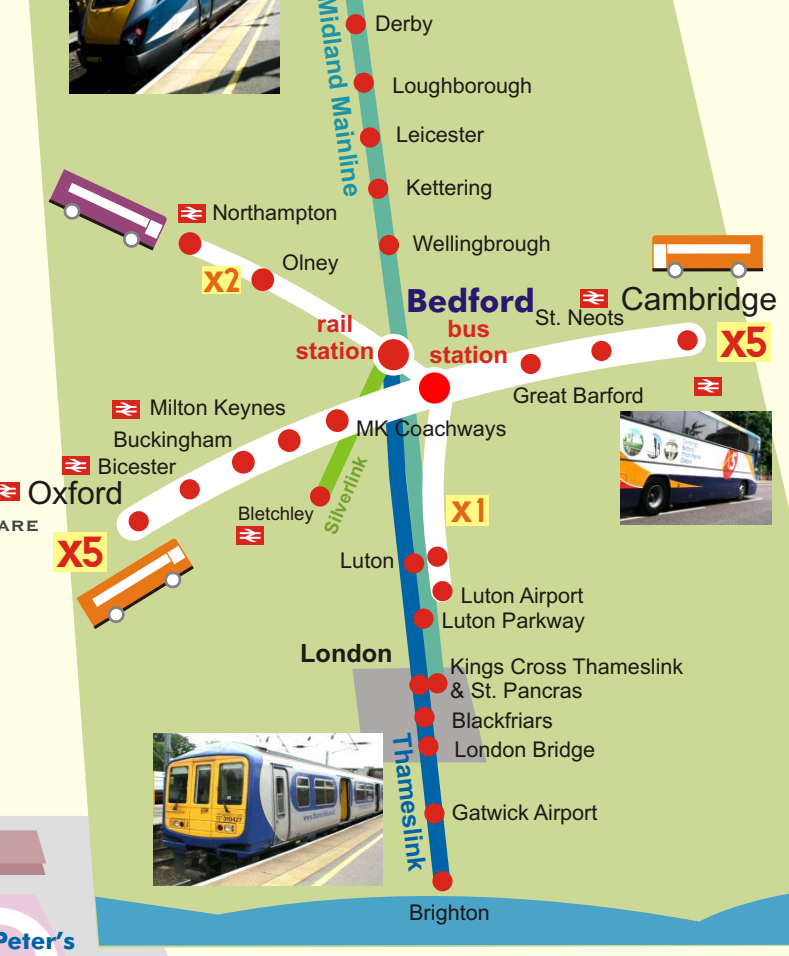 Midland Mainline
Derby
Loughborough
Leicester
Kettering
Wellingbrough
Northampton
Olney
X2
Bedford
rail
station
bus
station
St. Neots
Cambridge
X5
Great Barford
Milton Keynes
MK Coachways
Buckingham
Bicester
Oxford
ARE
X5
Bletchley
Silverlink
X1
Luton
Luton Airport
Luton Parkway
London
Kings Cross Thameslink
& St. Pancras
Blackfriars
London Bridge
Thameslink
Gatwick Airport
Brighton
Peter's
X5